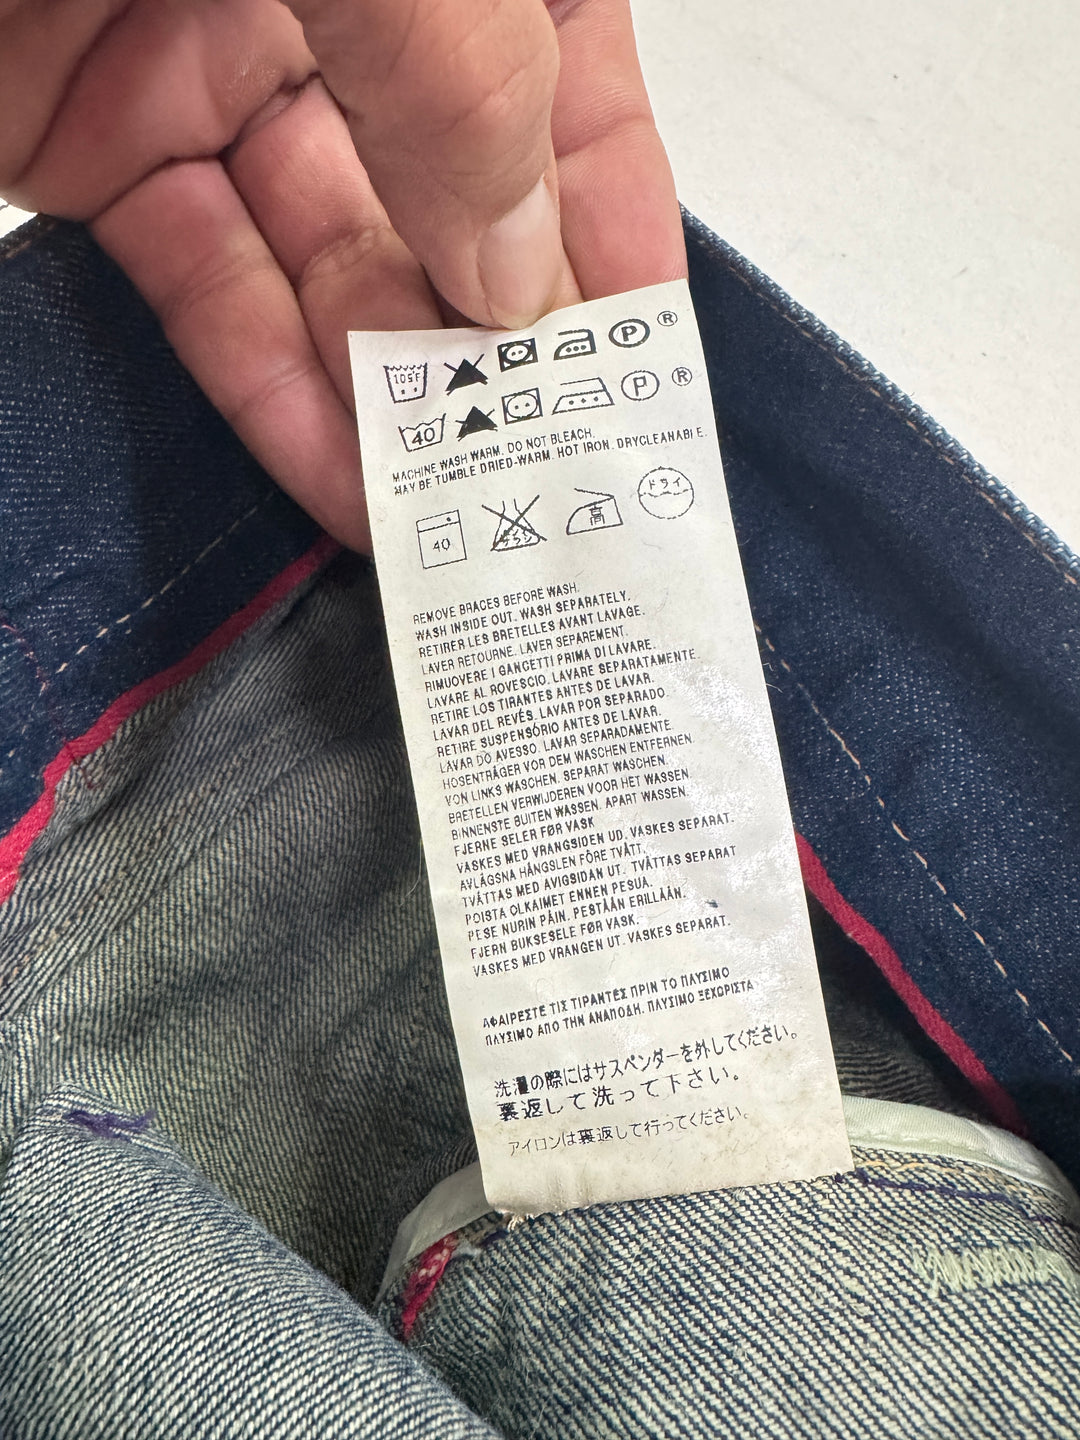 105F P ®
40 P ®
MACHINE WASH WARM. DO NOT BLEACH.
MAY BE TUMBLE DRIED-WARM. HOT IRON. DRYCLEANABLE.
40 高 ドライ
REMOVE BRACES BEFORE WASH.
WASH INSIDE OUT. WASH SEPARATELY.
RETIRER LES BRETELLES AVANT LAVAGE.
LAVER RETOURNE. LAVER SEPAREMENT.
RIMUOVERE I GANCETTI PRIMA DI LAVARE.
LAVARE AL ROVESCIO. LAVARE SEPARATAMENTE.
RETIRE LOS TIRANTES ANTES DE LAVAR.
LAVAR DEL REVÉS. LAVAR POR SEPARADO.
RETIRE SUSPENSÓRIO ANTES DE LAVAR.
LAVAR DO AVESSO. LAVAR SEPARADAMENTE.
HOSENTRÄGER VOR DEM WASCHEN ENTFERNEN.
VON LINKS WASCHEN. SEPARAT WASCHEN.
BRETELLEN VERWIJDEREN VOOR HET WASSEN.
BINNENSTE BUITEN WASSEN. APART WASSEN.
FJERNE SELER FØR VASK
VASKES MED VRANGSIDEN UD. VASKES SEPARAT.
AVLÄGSNA HÄNGSLEN FÖRE TVÄTT.
TVÄTTAS MED AVIGSIDAN UT. TVÄTTAS SEPARAT
POISTA OLKAIMET ENNEN PESUA.
PESE NURIN PÄIN. PESTÄÄN ERILLÄÄN.
FJERN BUKSESELE FØR VASK.
VASKES MED VRANGEN UT. VASKES SEPARAT.
ΑΦΑΙΡΕΣΤΕ ΤΙΣ ΤΙΡΑΝΤΕΣ ΠΡΙΝ ΤΟ ΠΛΥΣΙΜΟ
ΠΛΥΣΙΜΟ ΑΠΟ ΤΗΝ ΑΝΑΠΟΔΗ. ΠΛΥΣΙΜΟ ΞΕΧΩΡΙΣΤΑ
洗濯の際にはサスペンダーを外してください。
裏返して洗って下さい。
アイロンは裏返して行ってください。